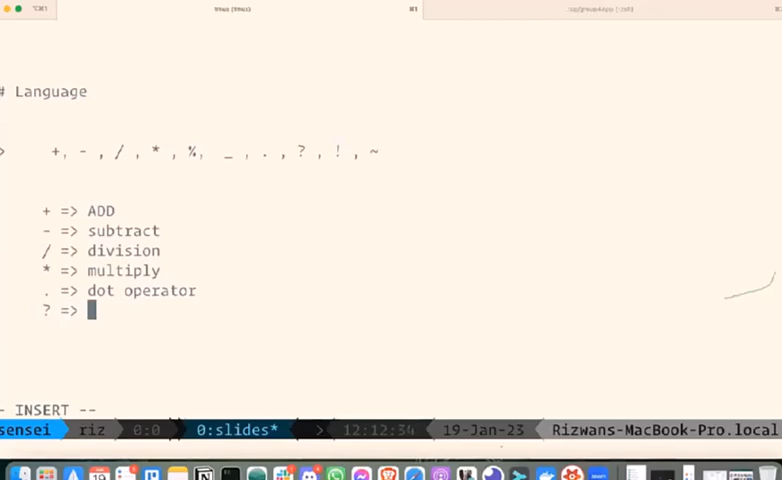 # Language
> +, - , / , * , %, _ , . , ? , ! , ~
+ => ADD
- => subtract
/ => division
* => multiply
. => dot operator
? =>
- INSERT --
sensei riz 0:0 0:slides* > 12:12:34 19-Jan-23 Rizwans-MacBook-Pro.local